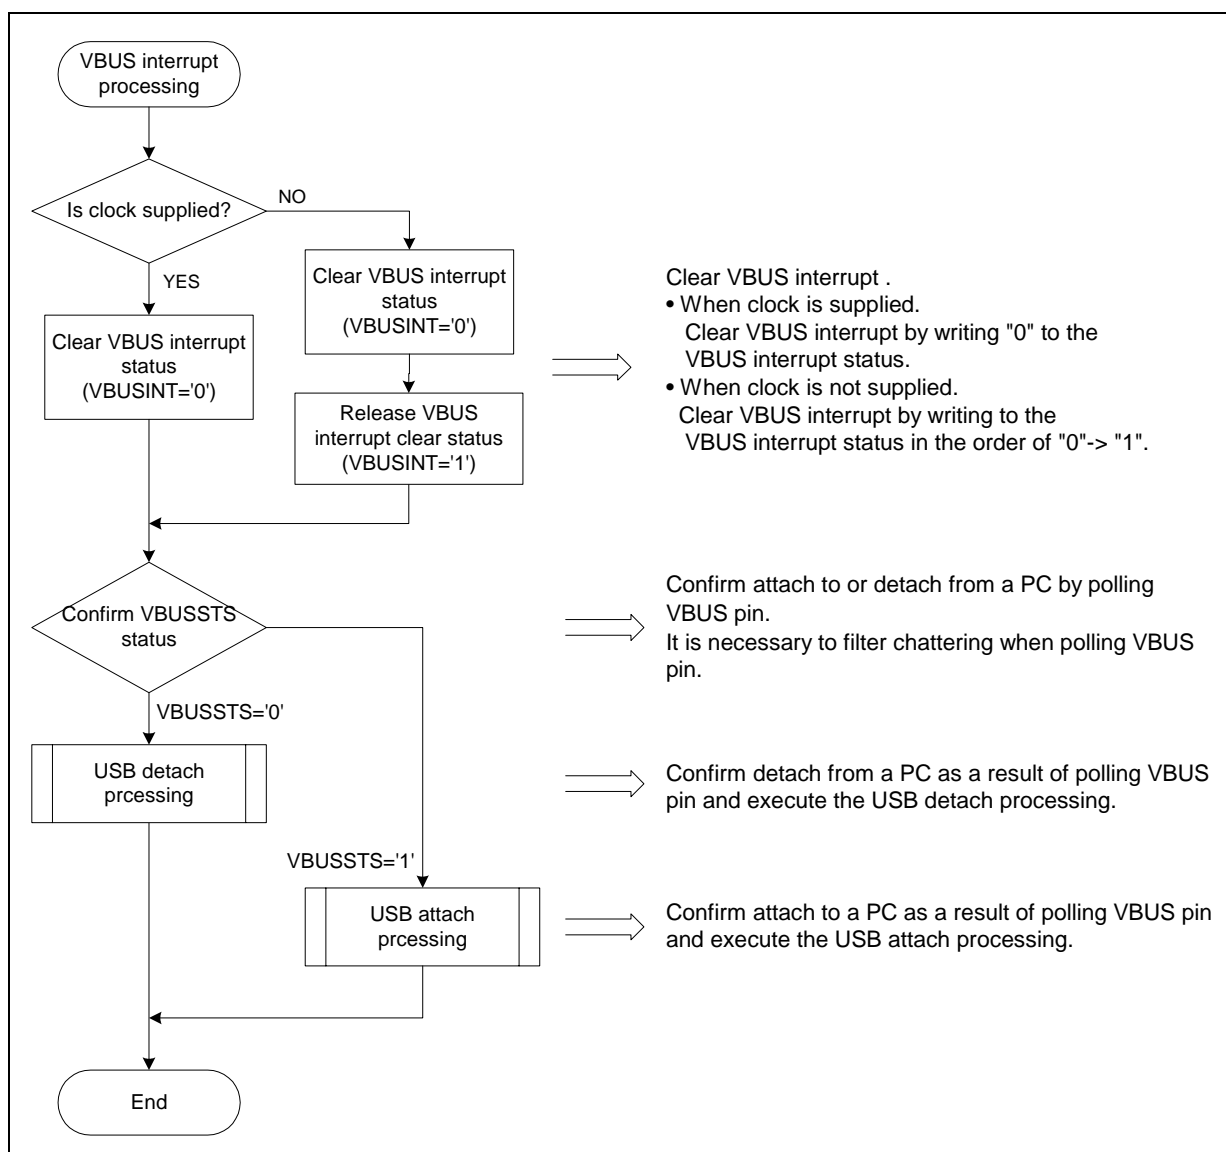 VBUS interrupt
processing
Is clock supplied?
NO
YES
Clear VBUS interrupt
status
(VBUSINT='0')
Clear VBUS interrupt
status
(VBUSINT='0')
Release VBUS
interrupt clear status
(VBUSINT='1')
Clear VBUS interrupt .
• When clock is supplied.
Clear VBUS interrupt by writing "0" to the
VBUS interrupt status.
• When clock is not supplied.
Clear VBUS interrupt by writing to the
VBUS interrupt status in the order of "0"-> "1".
Confirm VBUSSTS
status
Confirm attach to or detach from a PC by polling
VBUS pin.
It is necessary to filter chattering when polling VBUS
pin.
VBUSSTS='0'
USB detach
prcessing
Confirm detach from a PC as a result of polling VBUS
pin and execute the USB detach processing.
VBUSSTS='1'
USB attach
prcessing
Confirm attach to a PC as a result of polling VBUS pin
and execute the USB attach processing.
End